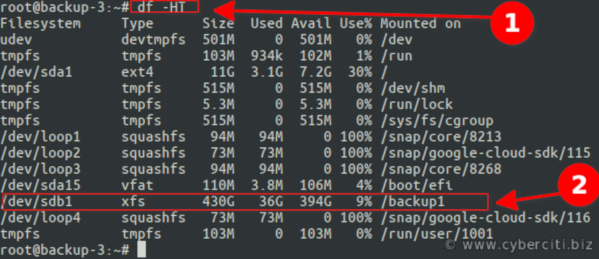 root@backup-3:~# df -HT
1
Filesystem Type Size Used Avail Use% Mounted on
udev devtmpfs 501M 0 501M 0% /dev
tmpfs tmpfs 103M 934k 102M 1% /run
/dev/sda1 ext4 11G 3.1G 7.2G 30% /
tmpfs tmpfs 515M 0 515M 0% /dev/shm
tmpfs tmpfs 5.3M 0 5.3M 0% /run/lock
tmpfs tmpfs 515M 0 515M 0% /sys/fs/cgroup
/dev/loop1 squashfs 94M 94M 0 100% /snap/core/8213
/dev/loop2 squashfs 73M 73M 0 100% /snap/google-cloud-sdk/115
/dev/loop3 squashfs 94M 94M 0 100% /snap/core/8268
/dev/sda15 vfat 110M 3.8M 106M 4% /boot/efi
2
/dev/sdb1 xfs 430G 36G 394G 9% /backup1
/dev/loop4 squashfs 73M 73M 0 100% /snap/google-cloud-sdk/116
tmpfs tmpfs 103M 0 103M 0% /run/user/1001
root@backup-3:~#
© www.cyberciti.biz